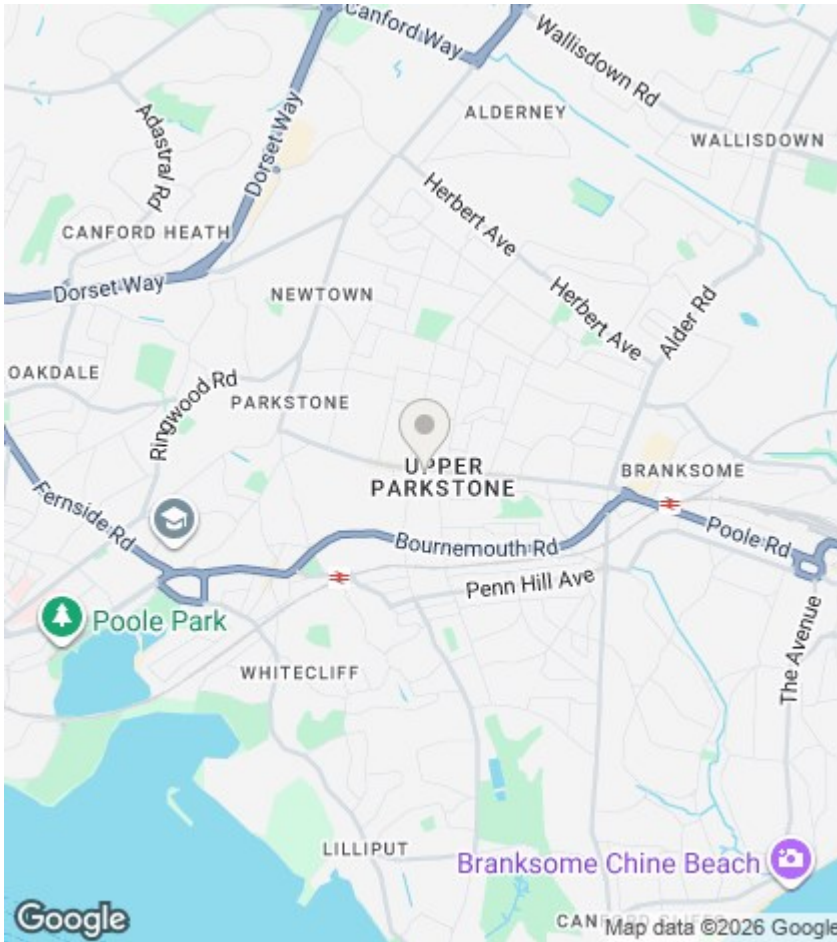 Canford Way
Wallisdown Rd
ALDERNEY
WALLISDOWN
Adastral Rd
Dorset Way
Herbert Ave
CANFORD HEATH
Dorset Way
NEWTOWN
Herbert Ave
Alder Rd
OAKDALE
Ringwood Rd
PARKSTONE
UPPER
PARKSTONE
BRANKSOME
Fernside Rd
Bournemouth Rd
Poole Rd
Penn Hill Ave
Poole Park
The Avenue
WHITECLIFF
LILLIPUT
Branksome Chine Beach
Google
Map data ©2026 Google